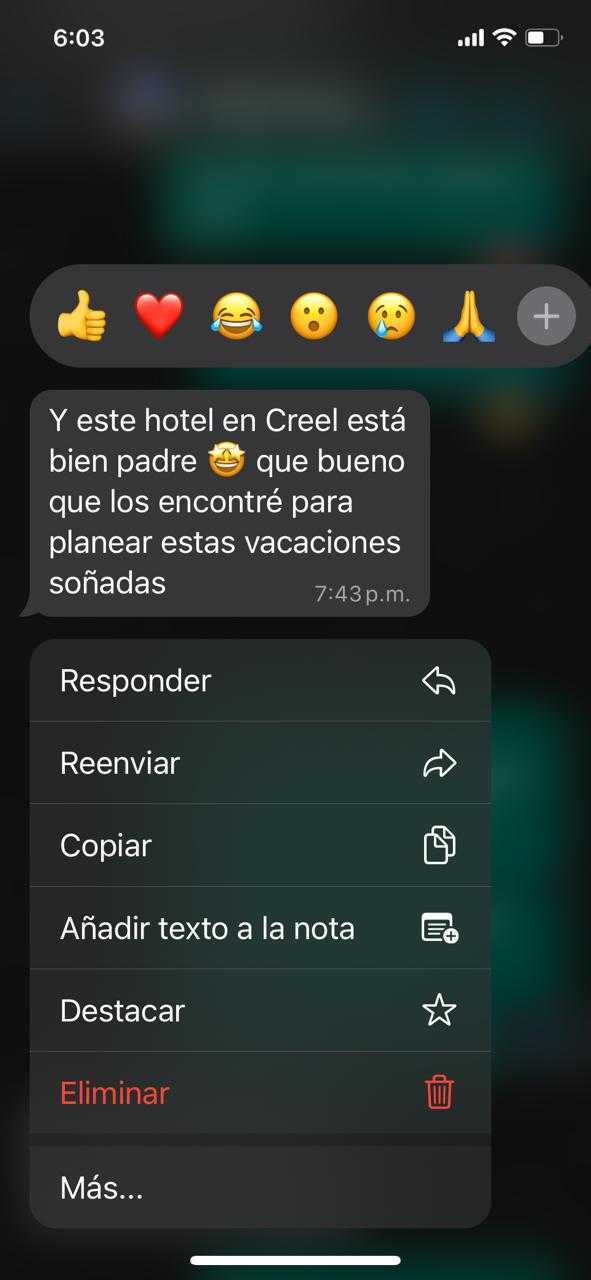 6:03
Y este hotel en Creel está
bien padre 🤩 que bueno
que los encontré para
planear estas vacaciones
soñadas
7:43 p.m.
Responder
Reenviar
Copiar
Añadir texto a la nota
Destacar
Eliminar
Más...